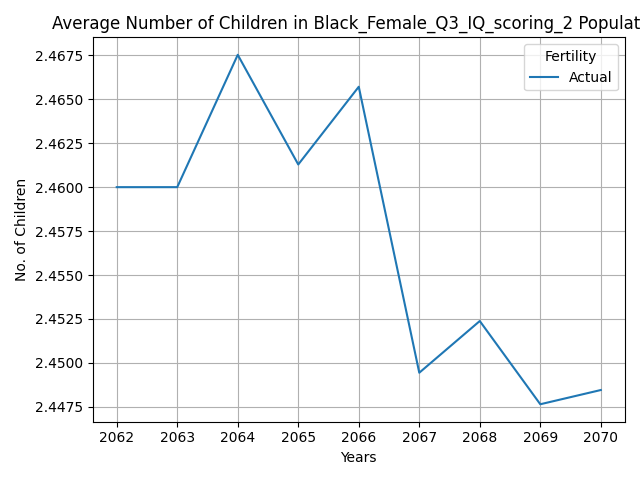 Average Number of Children in Black_Female_Q3_IQ_scoring_2 Populat
Fertility
Actual
2.4675
2.4650
2.4625
2.4600
2.4575
2.4550
2.4525
2.4500
2.4475
No. of Children
2062 2063 2064 2065 2066 2067 2068 2069 2070
Years